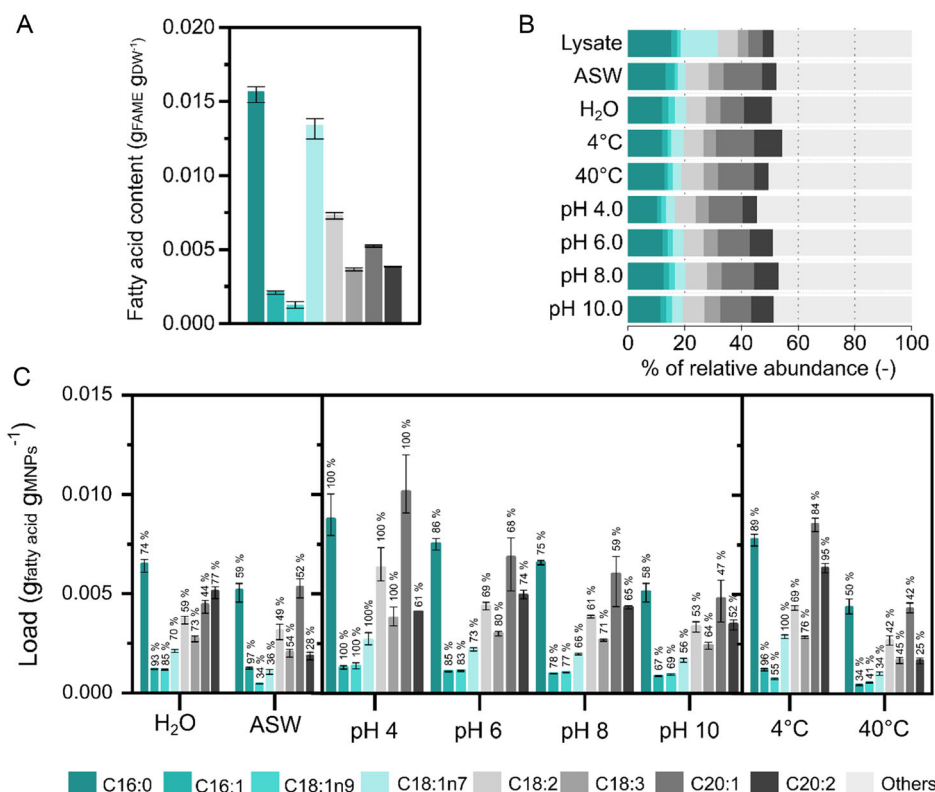 A
Fatty acid content (gFAME gDW-1)
0.020
0.015
0.010
0.005
0.000
B
Lysate
ASW
H2O
4°C
40°C
pH 4.0
pH 6.0
pH 8.0
pH 10.0
0 20 40 60 80 100
% of relative abundance (-)
C
Load (gfatty acid gMNPs-1)
0.015
0.010
0.005
0.000
74 % 93 % 85 % 70 % 59 % 73 % 44 % 77 %
59 % 97 % 34 % 36 % 49 % 54 % 52 % 28 %
100 % 100 % 100 % 100% 100 % 100 % 100 % 61 %
86 % 85 % 83 % 73 % 69 % 80 % 68 % 74 %
75 % 78 % 77 % 66 % 61 % 71 % 59 % 65 %
58 % 67 % 69 % 56 % 53 % 64 % 47 % 52 %
89 % 96 % 55 % 100 % 69 % 76 % 84 % 95 %
50 % 34 % 41 % 34 % 42 % 45 % 42 % 25 %
H2O ASW pH 4 pH 6 pH 8 pH 10 4°C 40°C
C16:0 C16:1 C18:1n9 C18:1n7 C18:2 C18:3 C20:1 C20:2 Others